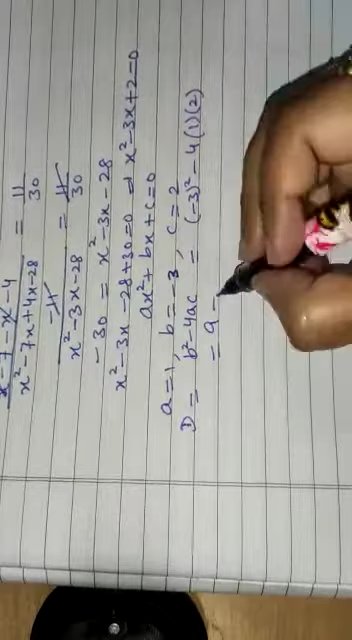 x - 7 - x - 4 / x² - 7x + 4x - 28 = 11 / 30
-11 / x² - 3x - 28 = 11 / 30
- 30 = x² - 3x - 28
x² - 3x - 28 + 30 = 0 → x² - 3x + 2 = 0
ax² + bx + c = 0
a = 1, b = -3, c = 2
D = b² - 4ac = (-3)² - 4(1)(2)
= 9 -